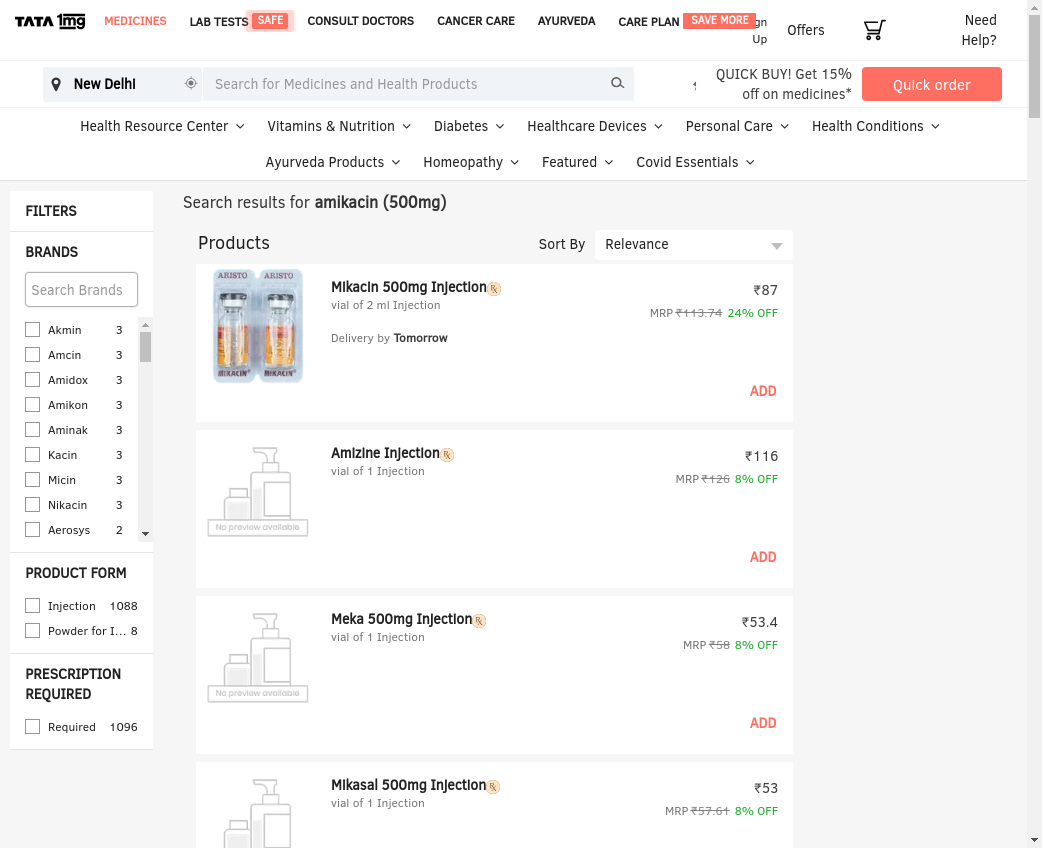 TATA 1mg MEDICINES LAB TESTS SAFE CONSULT DOCTORS CANCER CARE AYURVEDA CARE PLAN SAVE MORE Up Offers Need Help?
New Delhi Search for Medicines and Health Products QUICK BUY! Get 15% off on medicines* Quick order
Health Resource Center Vitamins & Nutrition Diabetes Healthcare Devices Personal Care Health Conditions
Ayurveda Products Homeopathy Featured Covid Essentials
FILTERS
BRANDS
Search Brands
Akmin 3
Amcin 3
Amidox 3
Amikon 3
Aminak 3
Kacin 3
Micin 3
Nikacin 3
Aerosys 2
PRODUCT FORM
Injection 1088
Powder for I... 8
PRESCRIPTION
REQUIRED
Required 1096
Search results for amikacin (500mg)
Products Sort By Relevance
ARISTO ARISTO
MIKACIN MIKACIN
Mikacin 500mg Injection Rx
vial of 2 ml Injection
Delivery by Tomorrow
₹87
MRP ₹113.74 24% OFF
ADD
No preview available
Amizine Injection Rx
vial of 1 Injection
₹116
MRP ₹126 8% OFF
ADD
No preview available
Meka 500mg Injection Rx
vial of 1 Injection
₹53.4
MRP ₹58 8% OFF
ADD
Mikasal 500mg Injection Rx
vial of 1 Injection
₹53
MRP ₹57.61 8% OFF